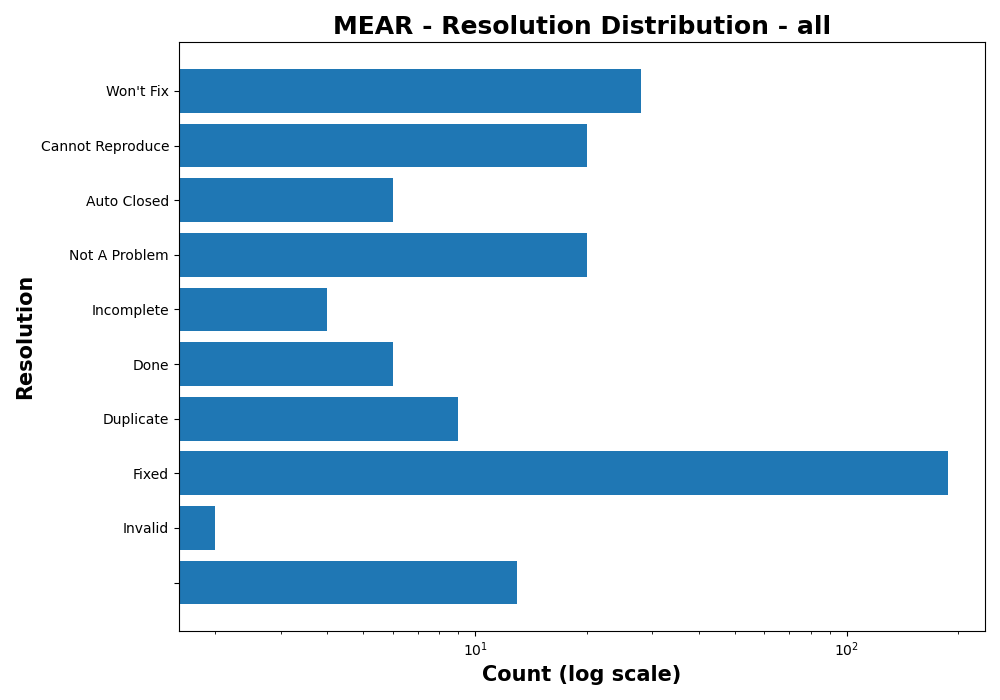 MEAR - Resolution Distribution - all
Won't Fix
Cannot Reproduce
Auto Closed
Not A Problem
Incomplete
Done
Duplicate
Fixed
Invalid
Resolution
10¹
10²
Count (log scale)